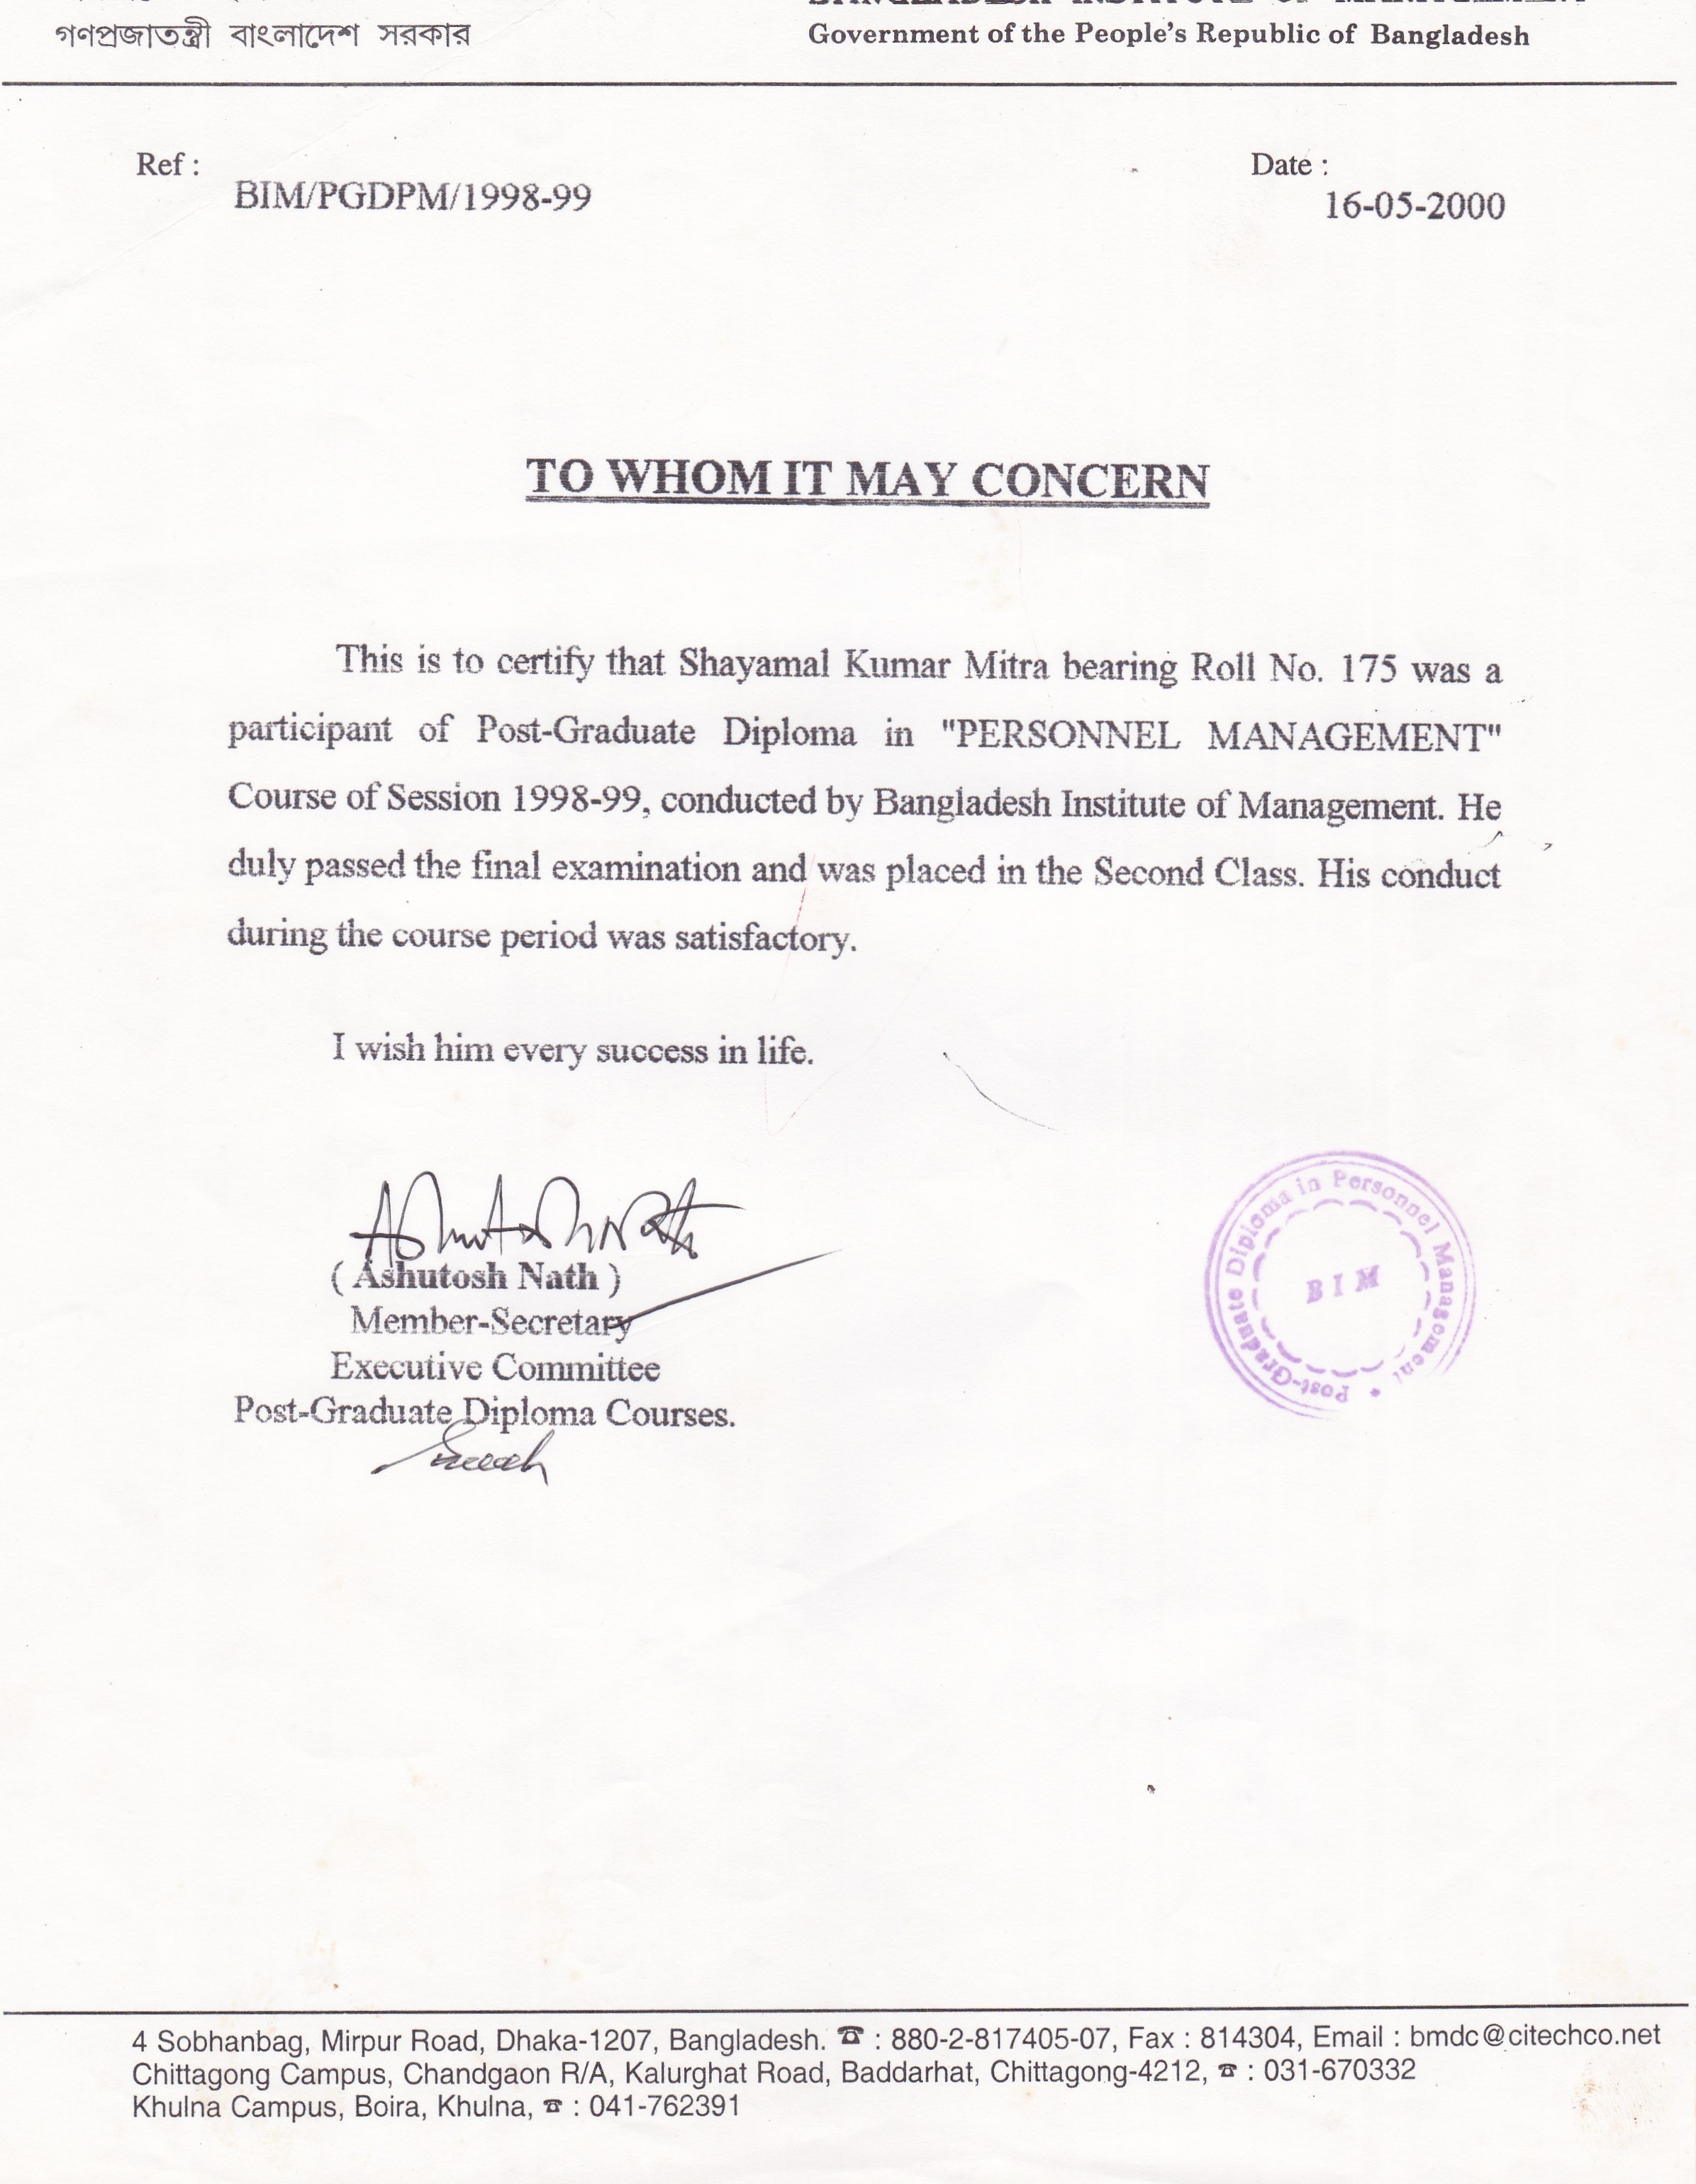 গণপ্রজাতন্ত্রী বাংলাদেশ সরকার
BANGLADESH INSTITUTE OF MANAGEMENT
Government of the People's Republic of Bangladesh
Ref :
BIM/PGDPM/1998-99
Date :
16-05-2000
TO WHOM IT MAY CONCERN
This is to certify that Shayamal Kumar Mitra bearing Roll No. 175 was a
participant of Post-Graduate Diploma in "PERSONNEL MANAGEMENT"
Course of Session 1998-99, conducted by Bangladesh Institute of Management. He
duly passed the final examination and was placed in the Second Class. His conduct
during the course period was satisfactory.
I wish him every success in life.
Ashutosh Nath
( Ashutosh Nath )
Member-Secretary
Executive Committee
Post-Graduate Diploma Courses.
Post-Graduate Diploma in Personnel Management
BIM
4 Sobhanbag, Mirpur Road, Dhaka-1207, Bangladesh. ☎ : 880-2-817405-07, Fax : 814304, Email : bmdc@citechco.net
Chittagong Campus, Chandgaon R/A, Kalurghat Road, Baddarhat, Chittagong-4212, ☎ : 031-670332
Khulna Campus, Boira, Khulna, ☎ : 041-762391